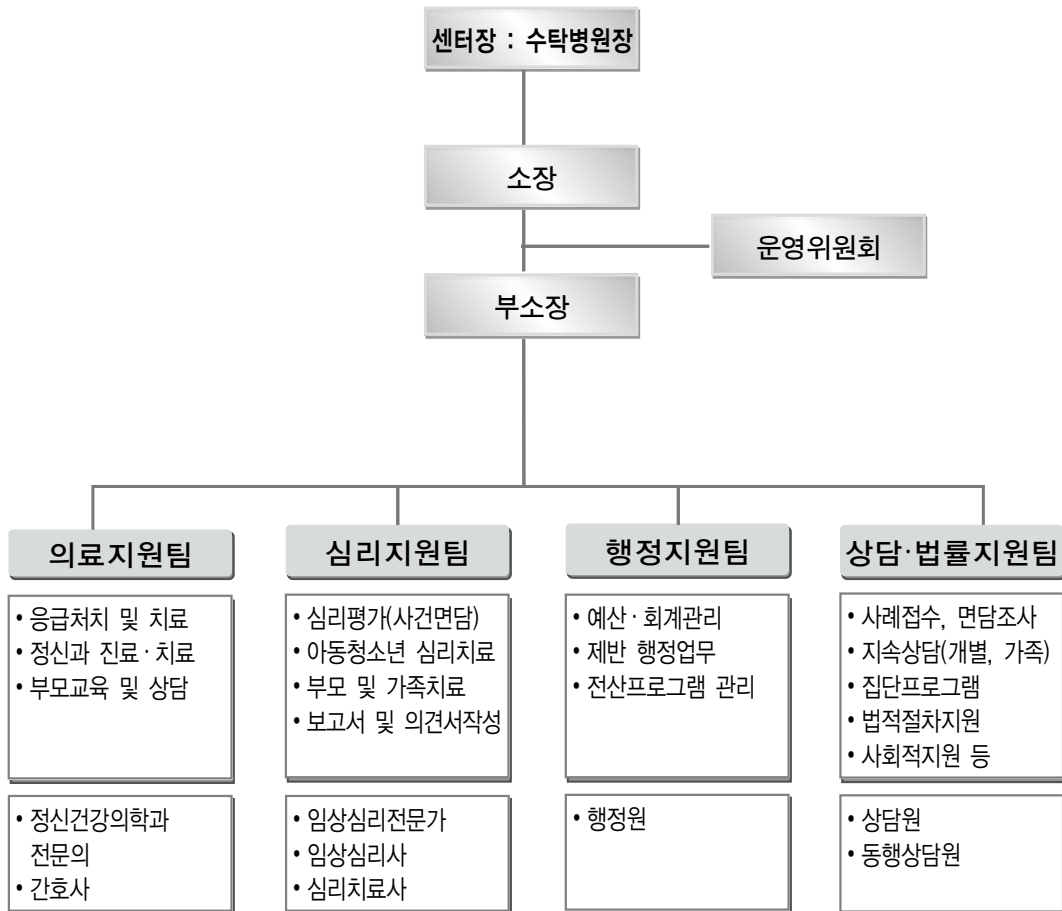 센터장 : 수탁병원장
소장
운영위원회
부소장
의료지원팀
• 응급처치 및 치료
• 정신과 진료·치료
• 부모교육 및 상담
• 정신건강의학과
전문의
• 간호사
심리지원팀
• 심리평가(사건면담)
• 아동청소년 심리치료
• 부모 및 가족치료
• 보고서 및 의견서작성
• 임상심리전문가
• 임상심리사
• 심리치료사
행정지원팀
• 예산·회계관리
• 제반 행정업무
• 전산프로그램 관리
• 행정원
상담·법률지원팀
• 사례접수, 면담조사
• 지속상담(개별, 가족)
• 집단프로그램
• 법적절차지원
• 사회적지원 등
• 상담원
• 동행상담원